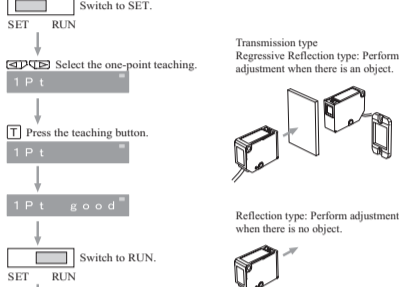 Switch to SET.
SET RUN
Select the one-point teaching.
1Pt
T Press the teaching button.
1Pt
1Pt good
Switch to RUN.
SET RUN
Transmission type
Regressive Reflection type: Perform
adjustment when there is an object.
Reflection type: Perform adjustment
when there is no object.